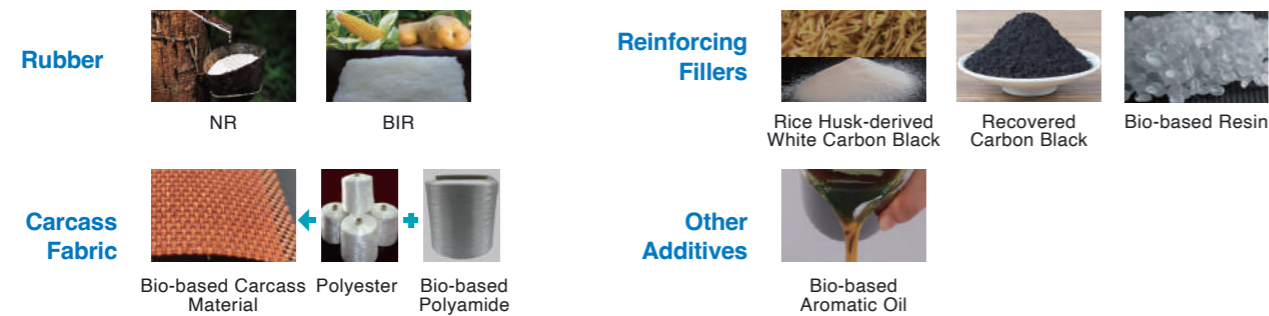 Rubber
NR
BIR
Reinforcing
Fillers
Rice Husk-derived
White Carbon Black
Recovered
Carbon Black
Bio-based Resin
Carcass
Fabric
Bio-based Carcass
Material
Polyester
Bio-based
Polyamide
Other
Additives
Bio-based
Aromatic Oil